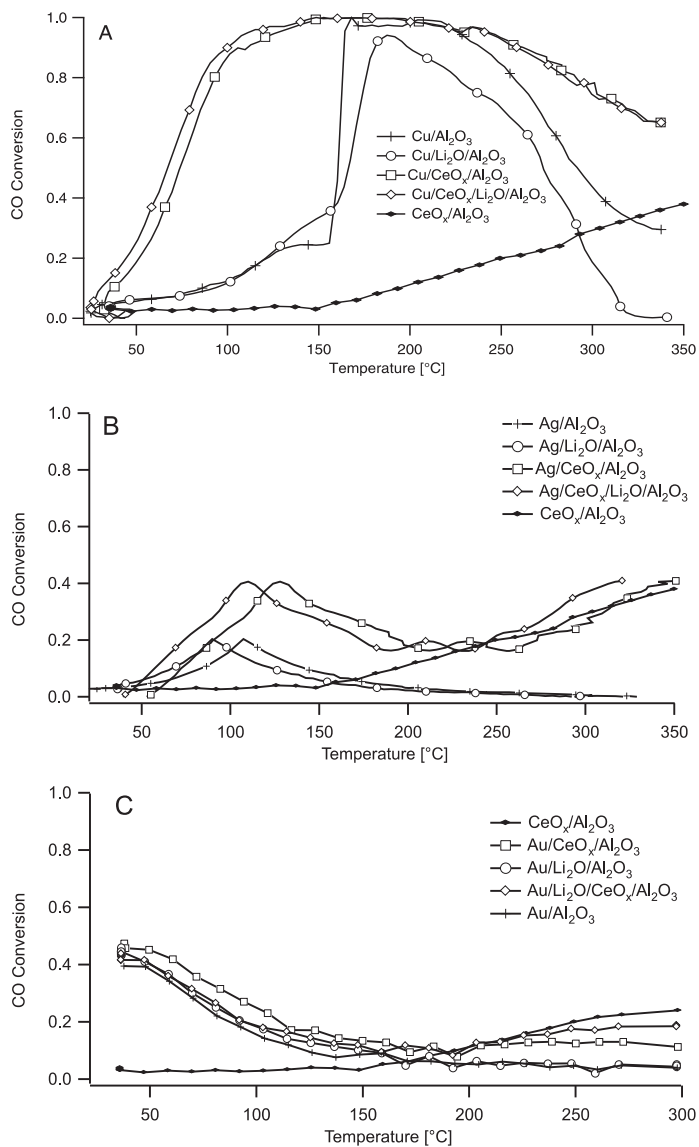 A
1.0
0.8
0.6
0.4
0.2
0.0
CO Conversion
Cu/Al₂O₃
Cu/Li₂O/Al₂O₃
Cu/CeOₓ/Al₂O₃
Cu/CeOₓ/Li₂O/Al₂O₃
CeOₓ/Al₂O₃
50 100 150 200 250 300 350
Temperature [°C]
B
1.0
0.8
0.6
0.4
0.2
0.0
CO Conversion
Ag/Al₂O₃
Ag/Li₂O/Al₂O₃
Ag/CeOₓ/Al₂O₃
Ag/CeOₓ/Li₂O/Al₂O₃
CeOₓ/Al₂O₃
50 100 150 200 250 300 350
Temperature [°C]
C
1.0
0.8
0.6
0.4
0.2
0.0
CO Conversion
CeOₓ/Al₂O₃
Au/CeOₓ/Al₂O₃
Au/Li₂O/Al₂O₃
Au/Li₂O/CeOₓ/Al₂O₃
Au/Al₂O₃
50 100 150 200 250 300
Temperature [°C]